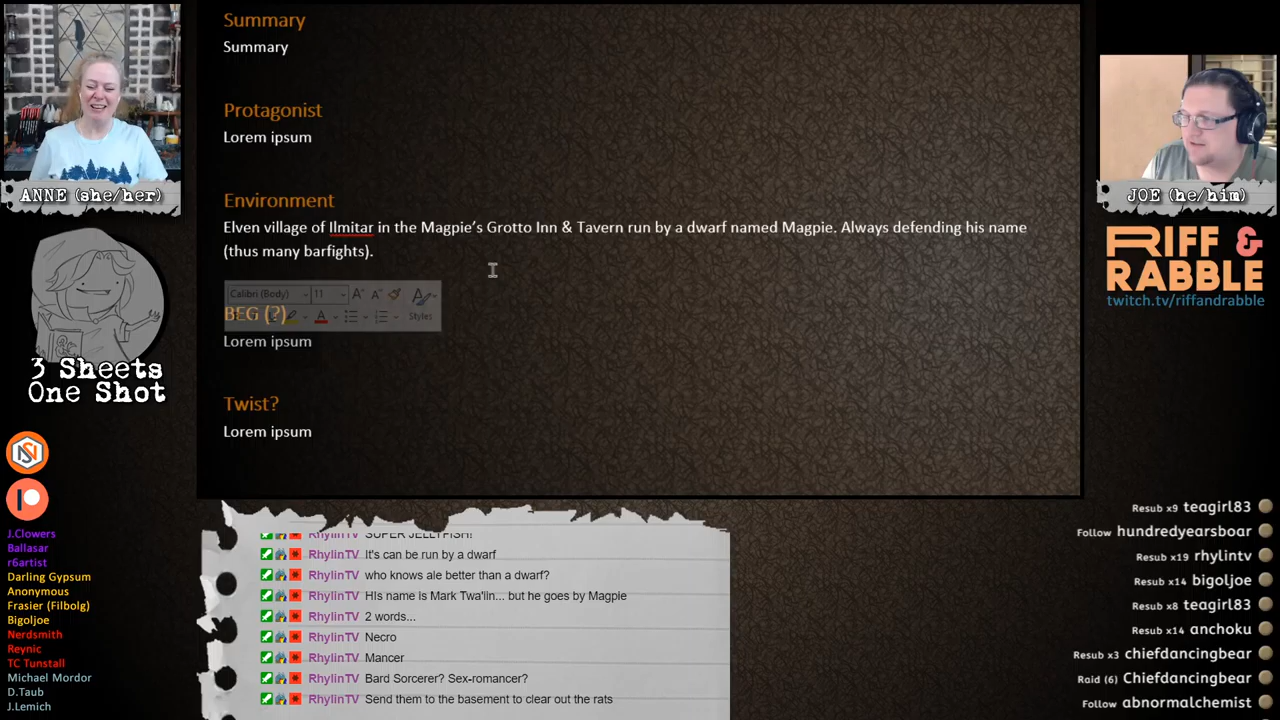 Summary
Summary
Protagonist
Lorem ipsum
Environment
Elven village of Ilmitar in the Magpie's Grotto Inn & Tavern run by a dwarf named Magpie. Always defending his name
(thus many barfights).
Calibri (Body) 11
Styles
BEG (?)
Lorem ipsum
Twist?
Lorem ipsum
ANNE (she/her)
3 Sheets
One Shot
J.Clowers
Ballasar
r6artist
Darling Gypsum
Anonymous
Frasier (Filbolg)
Bigoljoe
Nerdsmith
Reynic
TC Tunstall
Michael Mordor
D.Taub
J.Lemich
RhylinTV SUPER JELLYFISH!
RhylinTV It's can be run by a dwarf
RhylinTV who knows ale better than a dwarf?
RhylinTV HIs name is Mark Twa'lin... but he goes by Magpie
RhylinTV 2 words...
RhylinTV Necro
RhylinTV Mancer
RhylinTV Bard Sorcerer? Sex-romancer?
RhylinTV Send them to the basement to clear out the rats
JOE (he/him)
RIFF &
RABBLE
twitch.tv/riffandrabble
Resub x9 teagirl83
Follow hundredyearsboar
Resub x19 rhylintv
Resub x14 bigoljoe
Resub x8 teagirl83
Resub x14 anchoku
Resub x3 chiefdancingbear
Raid (6) Chiefdancingbear
Follow abnormalchemist